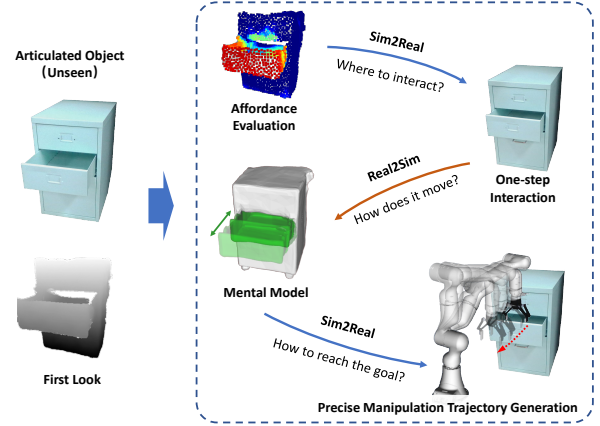 Articulated Object
(Unseen)
First Look
Affordance
Evaluation
Sim2Real
Where to interact?
One-step
Interaction
Real2Sim
How does it move?
Mental Model
Sim2Real
How to reach the goal?
Precise Manipulation Trajectory Generation